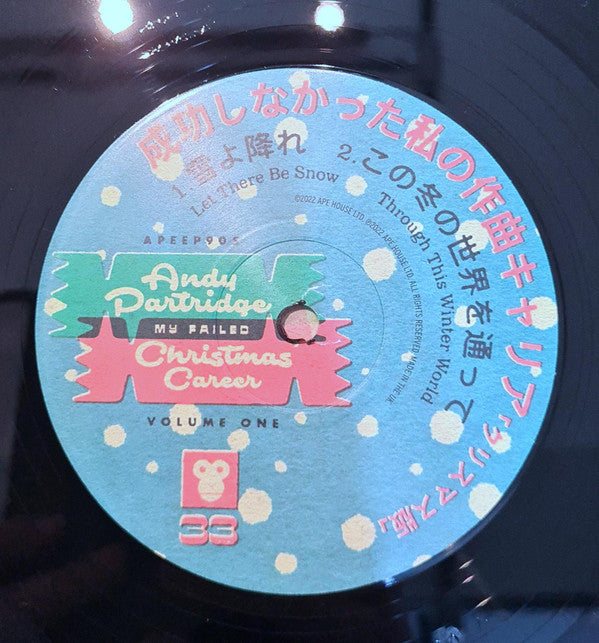 成功しなかった私の作曲キャリア「クリスマス版」
1. 雪よ降れ
Let There Be Snow
2. この冬の世界を通って
Through This Winter World
©2022 APE HOUSE LTD. ©2022 APE HOUSE LTD. ALL RIGHTS RESERVED MADE IN THE UK
APEEP905
Andy
Partridge
MY FAILED
Christmas
Career
VOLUME ONE
33